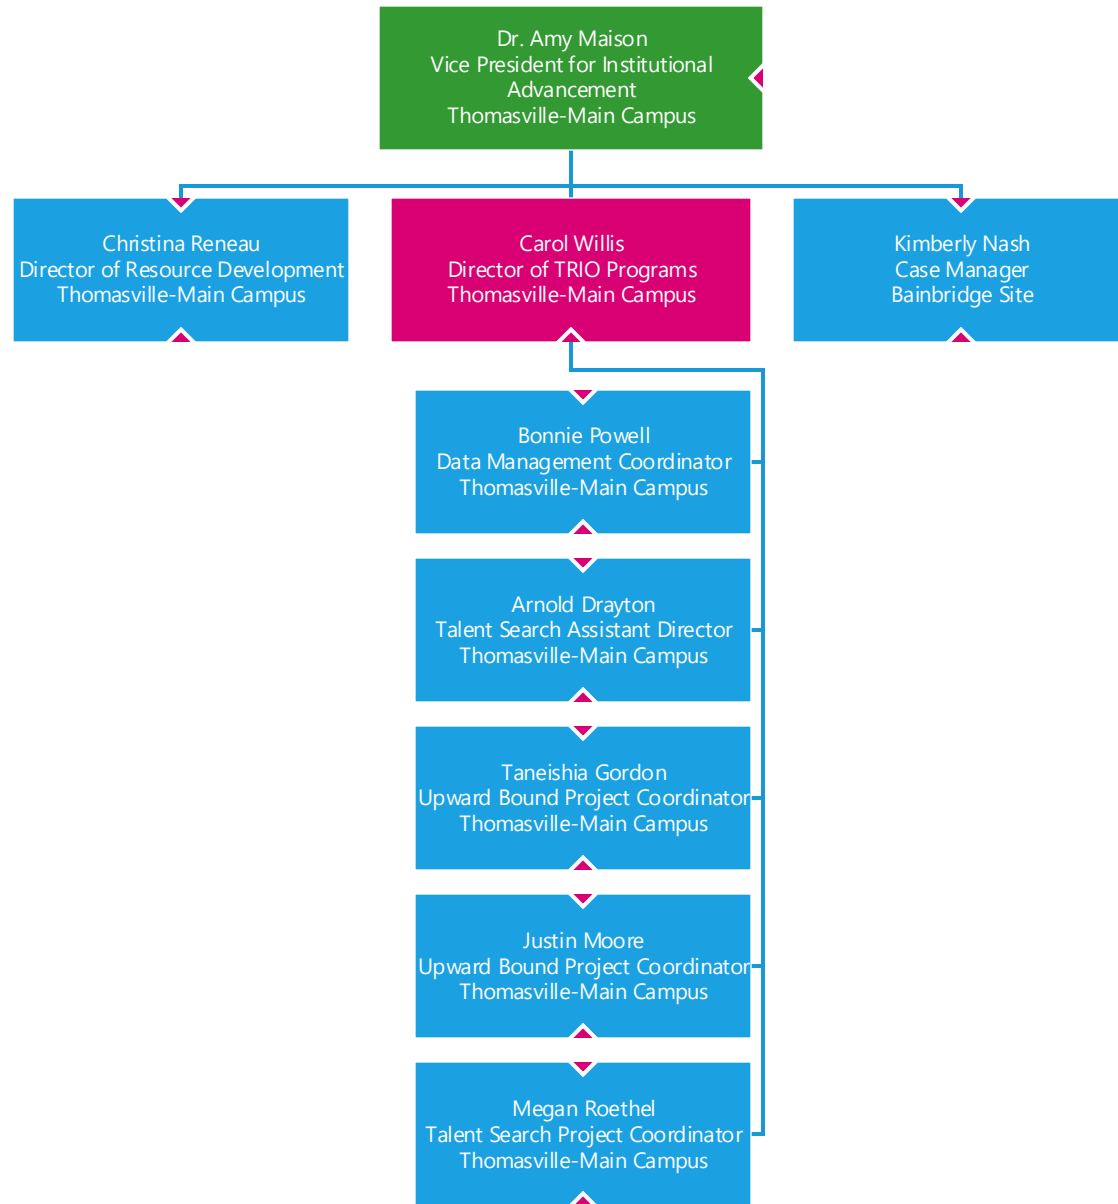 Dr. Amy Maison
Vice President for Institutional
Advancement
Thomasville-Main Campus
Christina Reneau
Director of Resource Development
Thomasville-Main Campus
Carol Willis
Director of TRIO Programs
Thomasville-Main Campus
Kimberly Nash
Case Manager
Bainbridge Site
Bonnie Powell
Data Management Coordinator
Thomasville-Main Campus
Arnold Drayton
Talent Search Assistant Director
Thomasville-Main Campus
Taneishia Gordon
Upward Bound Project Coordinator
Thomasville-Main Campus
Justin Moore
Upward Bound Project Coordinator
Thomasville-Main Campus
Megan Roethel
Talent Search Project Coordinator
Thomasville-Main Campus